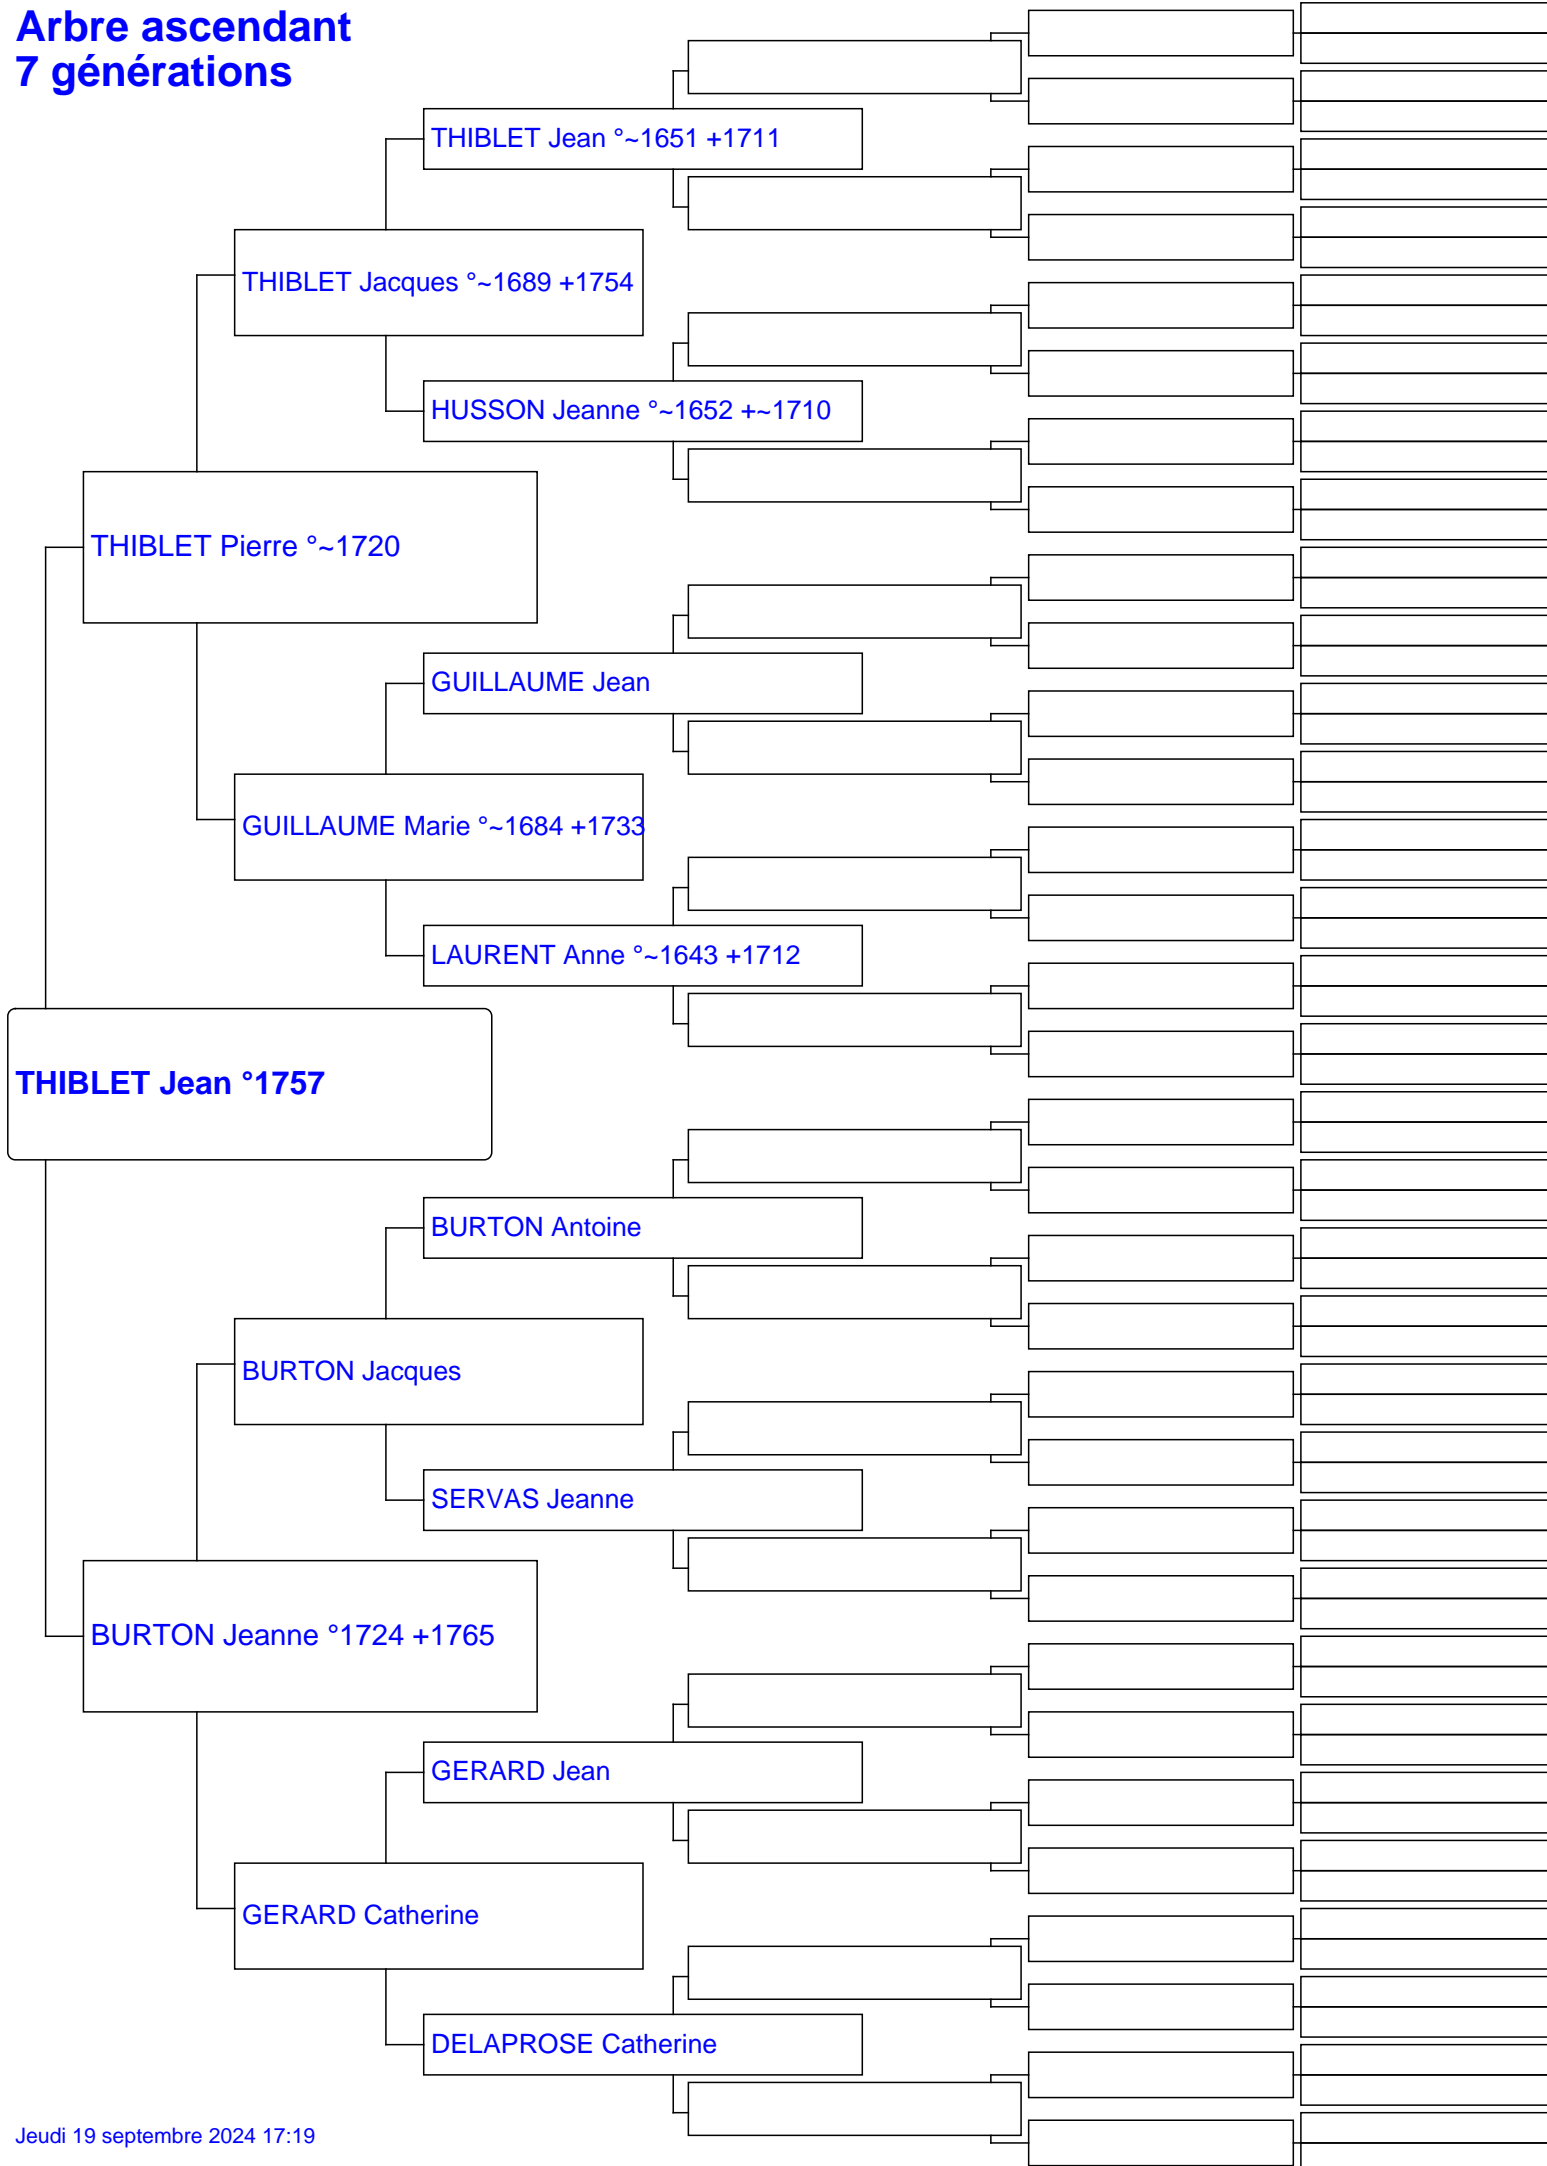 Arbre ascendant
7 générations
THIBLET Jean °~1651 +1711
THIBLET Jacques °~1689 +1754
HUSSON Jeanne °~1652 +~1710
THIBLET Pierre °~1720
GUILLAUME Jean
GUILLAUME Marie °~1684 +1733
LAURENT Anne °~1643 +1712
THIBLET Jean °1757
BURTON Antoine
BURTON Jacques
SERVAS Jeanne
BURTON Jeanne °1724 +1765
GERARD Jean
GERARD Catherine
DELAPROSE Catherine
Jeudi 19 septembre 2024 17:19